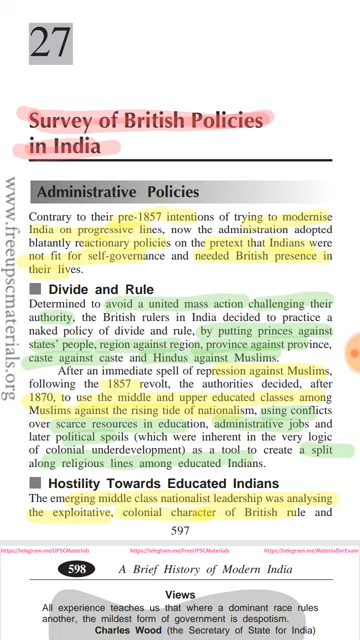 27
Survey of British Policies
in India
Administrative Policies
Contrary to their pre-1857 intentions of trying to modernise
India on progressive lines, now the administration adopted
blatantly reactionary policies on the pretext that Indians were
not fit for self-governance and needed British presence in
their lives.
Divide and Rule
Determined to avoid a united mass action challenging their
authority, the British rulers in India decided to practice a
naked policy of divide and rule, by putting princes against
states' people, region against region, province against province,
caste against caste and Hindus against Muslims.
After an immediate spell of repression against Muslims,
following the 1857 revolt, the authorities decided, after
1870, to use the middle and upper educated classes among
Muslims against the rising tide of nationalism, using conflicts
over scarce resources in education, administrative jobs and
later political spoils (which were inherent in the very logic
of colonial underdevelopment) as a tool to create a split
along religious lines among educated Indians.
Hostility Towards Educated Indians
The emerging middle class nationalist leadership was analysing
the exploitative, colonial character of British rule and
597
www.freeupscmaterials.org
https://telegram.me/UPSCMaterials https://telegram.me/FreeUPSCMaterials https://telegram.me/MaterialforExam
598 A Brief History of Modern India
Views
All experience teaches us that where a dominant race rules
another, the mildest form of government is despotism.
Charles Wood (the Secretary of State for India)